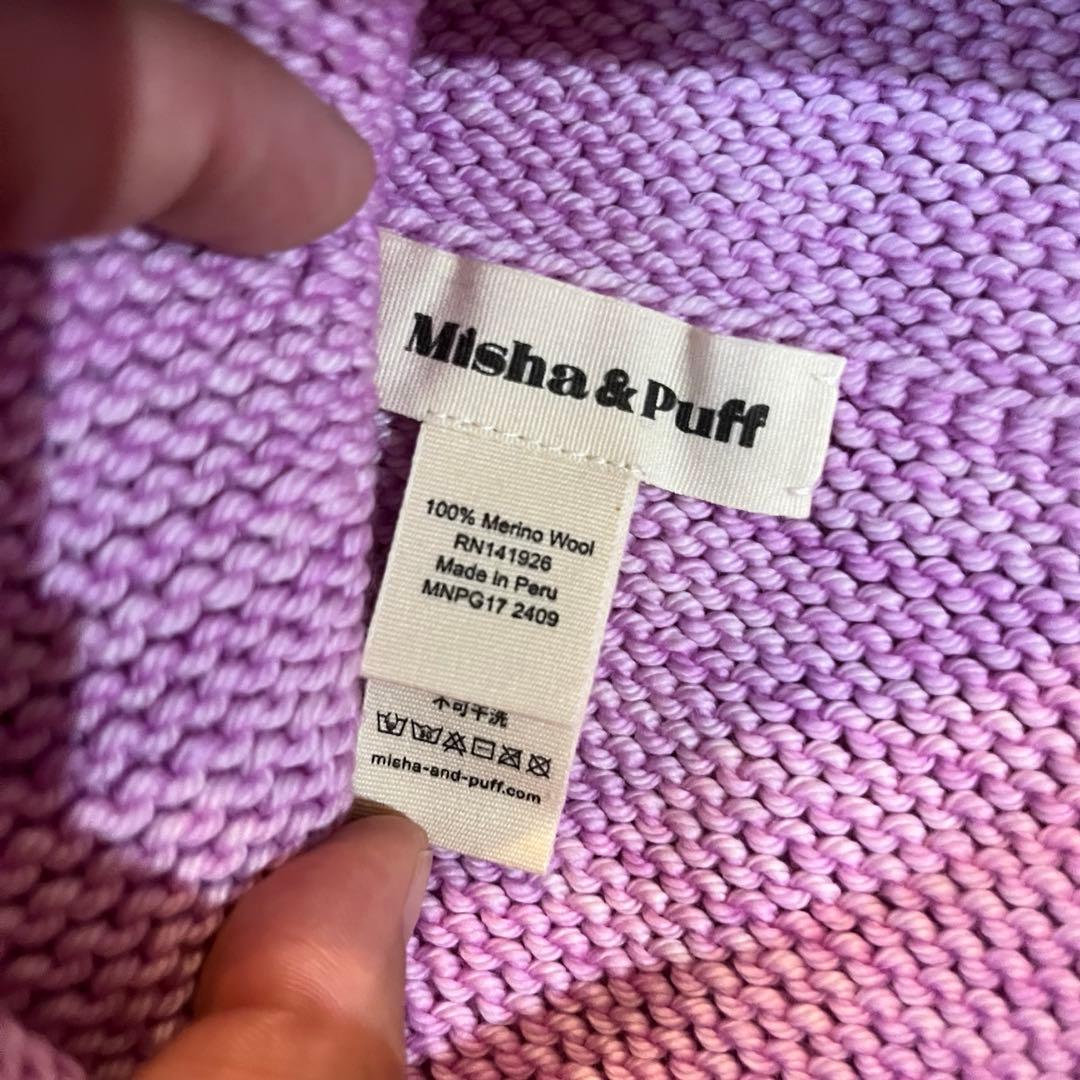 Misha & Puff
100% Merino Wool
RN141926
Made in Peru
MNPG17 2409
不可干洗
misha-and-puff.com